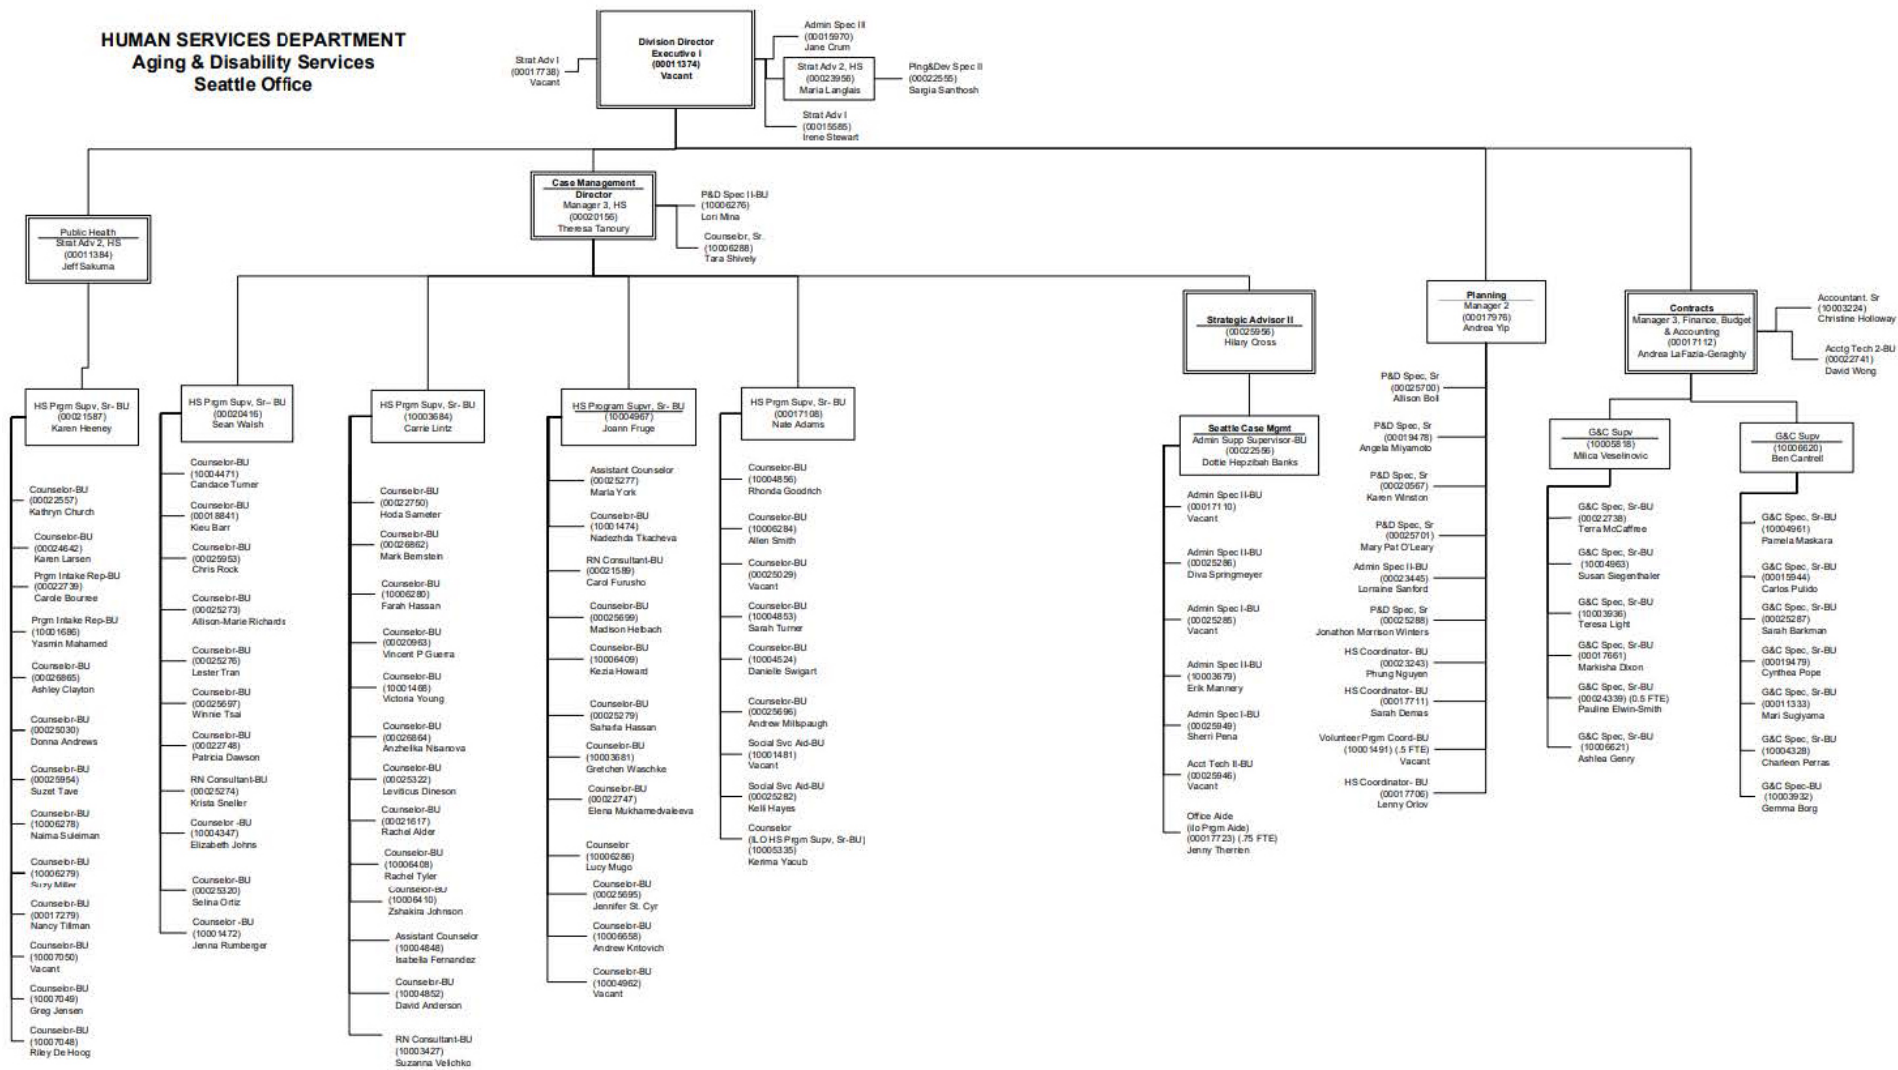 HUMAN SERVICES DEPARTMENT
Aging & Disability Services
Seattle Office
Strat Adv I
(00017738)
Vacant
Division Director
Executive I
(00011374)
Vacant
Admin Spec III
(00015970)
Jane Crum
Strat Adv 2, HS
(00023956)
Maria Langlais
Plng&Dev Spec II
(00022555)
Sargia Santhosh
Strat Adv I
(00015585)
Irene Stewart
Public Health
Strat Adv 2, HS
(00011384)
Jeff Sakuma
Case Management
Director
Manager 3, HS
(00020156)
Theresa Tanoury
P&D Spec II-BU
(10006276)
Lori Mina
Counselor, Sr.
(10006288)
Tara Shively
Strategic Advisor II
(00025956)
Hilary Cross
Planning
Manager 2
(00017976)
Andrea Yip
Contracts
Manager 3, Finance, Budget
& Accounting
(00017112)
Andrea LaFazia-Geraghty
Accountant. Sr
(10003224)
Christine Holloway
Acctg Tech 2-BU
(00022741)
David Wong
HS Prgm Supv, Sr- BU
(00021587)
Karen Heeney
Counselor-BU
(00022557)
Kathryn Church
Counselor-BU
(00024642)
Karen Larsen
Prgm Intake Rep-BU
(00022739)
Carole Bourree
Prgm Intake Rep-BU
(10001686)
Yasmin Mahamed
Counselor-BU
(00026865)
Ashley Clayton
Counselor-BU
(00025030)
Donna Andrews
Counselor-BU
(00025954)
Suzet Tave
Counselor-BU
(10006278)
Naima Suleiman
Counselor-BU
(10006279)
Suzy Miller
Counselor-BU
(00017279)
Nancy Tillman
Counselor-BU
(10007050)
Vacant
Counselor-BU
(10007049)
Greg Jensen
Counselor-BU
(10007048)
Riley De Hoog
HS Prgm Supv, Sr-- BU
(00020416)
Sean Walsh
Counselor-BU
(10004471)
Candace Turner
Counselor-BU
(00018841)
Kieu Barr
Counselor-BU
(00025953)
Chris Rock
Counselor-BU
(00025273)
Allison-Marie Richards
Counselor-BU
(00025276)
Lester Tran
Counselor-BU
(00025697)
Winnie Tsai
Counselor-BU
(00022748)
Patricia Dawson
RN Consultant-BU
(00025274)
Krista Sneller
Counselor -BU
(10004347)
Elizabeth Johns
Counselor-BU
(00025320)
Selina Ortiz
Counselor -BU
(10001472)
Jenna Rumberger
HS Prgm Supv, Sr- BU
(10003684)
Carrie Lintz
Counselor-BU
(00022750)
Hoda Sameter
Counselor-BU
(00026862)
Mark Bernstein
Counselor-BU
(10006280)
Farah Hassan
Counselor-BU
(00020963)
Vincent P Guerra
Counselor-BU
(10001468)
Victoria Young
Counselor-BU
(00026864)
Anzhelika Nisanova
Counselor-BU
(00025322)
Leviticus Dineson
Counselor-BU
(00021617)
Rachel Alder
Counselor-BU
(10006408)
Rachel Tyler
Counselor-BU
(10006410)
Zshakira Johnson
Assistant Counselor
(10004848)
Isabella Fernandez
Counselor-BU
(10004852)
David Anderson
RN Consultant-BU
(10003427)
Suzanna Velichko
HS Program Supvr, Sr- BU
(10004967)
Joann Fruge
Assistant Counselor
(00025277)
Marla York
Counselor-BU
(10001474)
Nadezhda Tkacheva
RN Consultant-BU
(00021589)
Carol Furusho
Counselor-BU
(00025699)
Madison Helbach
Counselor-BU
(10006409)
Kezia Howard
Counselor-BU
(00025279)
Saharla Hassan
Counselor-BU
(10003681)
Gretchen Waschke
Counselor-BU
(00022747)
Elena Mukhamedvaleeva
Counselor
(10006286)
Lucy Mugo
Counselor-BU
(00025695)
Jennifer St. Cyr
Counselor-BU
(10006658)
Andrew Kritovich
Counselor-BU
(10004962)
Vacant
HS Prgm Supv, Sr- BU
(00017108)
Nate Adams
Counselor-BU
(10004856)
Rhonda Goodrich
Counselor-BU
(10006284)
Allen Smith
Counselor-BU
(00025029)
Vacant
Counselor-BU
(10004853)
Sarah Turner
Counselor-BU
(10004524)
Danielle Swigart
Counselor-BU
(00025696)
Andrew Millspaugh
Social Svc Aid-BU
(10001481)
Vacant
Social Svc Aid-BU
(00025282)
Kelli Hayes
Counselor
(ILO HS Prgm Supv, Sr-BU)
(10005335)
Kerima Yacub
Seattle Case Mgmt
Admin Supp Supervisor-BU
(00022556)
Dottie Hepzibah Banks
Admin Spec II-BU
(00017110)
Vacant
Admin Spec II-BU
(00025286)
Diva Springmeyer
Admin Spec I-BU
(00025285)
Vacant
Admin Spec II-BU
(10003679)
Erik Mannery
Admin Spec I-BU
(00025949)
Sherri Pena
Acct Tech II-BU
(00025946)
Vacant
Office Aide
(ilo Prgm Aide)
(00017723) (.75 FTE)
Jenny Therrien
P&D Spec, Sr
(00025700)
Allison Boll
P&D Spec, Sr
(00019478)
Angela Miyamoto
P&D Spec, Sr
(00020567)
Karen Winston
P&D Spec, Sr
(00025701)
Mary Pat O'Leary
Admin Spec II-BU
(00023445)
Lorraine Sanford
P&D Spec, Sr
(00025288)
Jonathon Morrison Winters
HS Coordinator- BU
(00023243)
Phung Nguyen
HS Coordinator- BU
(00017711)
Sarah Demas
Volunteer Prgm Coord-BU
(10001491) (.5 FTE)
Vacant
HS Coordinator- BU
(00017706)
Lenny Orlov
G&C Supv
(10005818)
Milica Veselinovic
G&C Spec, Sr-BU
(00022738)
Terra McCaffree
G&C Spec, Sr-BU
(10004963)
Susan Siegenthaler
G&C Spec, Sr-BU
(10003936)
Teresa Light
G&C Spec, Sr-BU
(00017661)
Markisha Dixon
G&C Spec, Sr-BU
(00024339) (0.5 FTE)
Pauline Elwin-Smith
G&C Spec, Sr-BU
(10006621)
Ashlea Genry
G&C Supv
(10006620)
Ben Cantrell
G&C Spec, Sr-BU
(10004961)
Pamela Maskara
G&C Spec, Sr-BU
(00015944)
Carlos Pulido
G&C Spec, Sr-BU
(00025287)
Sarah Barkman
G&C Spec, Sr-BU
(00019479)
Cynthea Pope
G&C Spec, Sr-BU
(00011333)
Mari Sugiyama
G&C Spec, Sr-BU
(10004328)
Charleen Perras
G&C Spec-BU
(10003932)
Gemma Borg